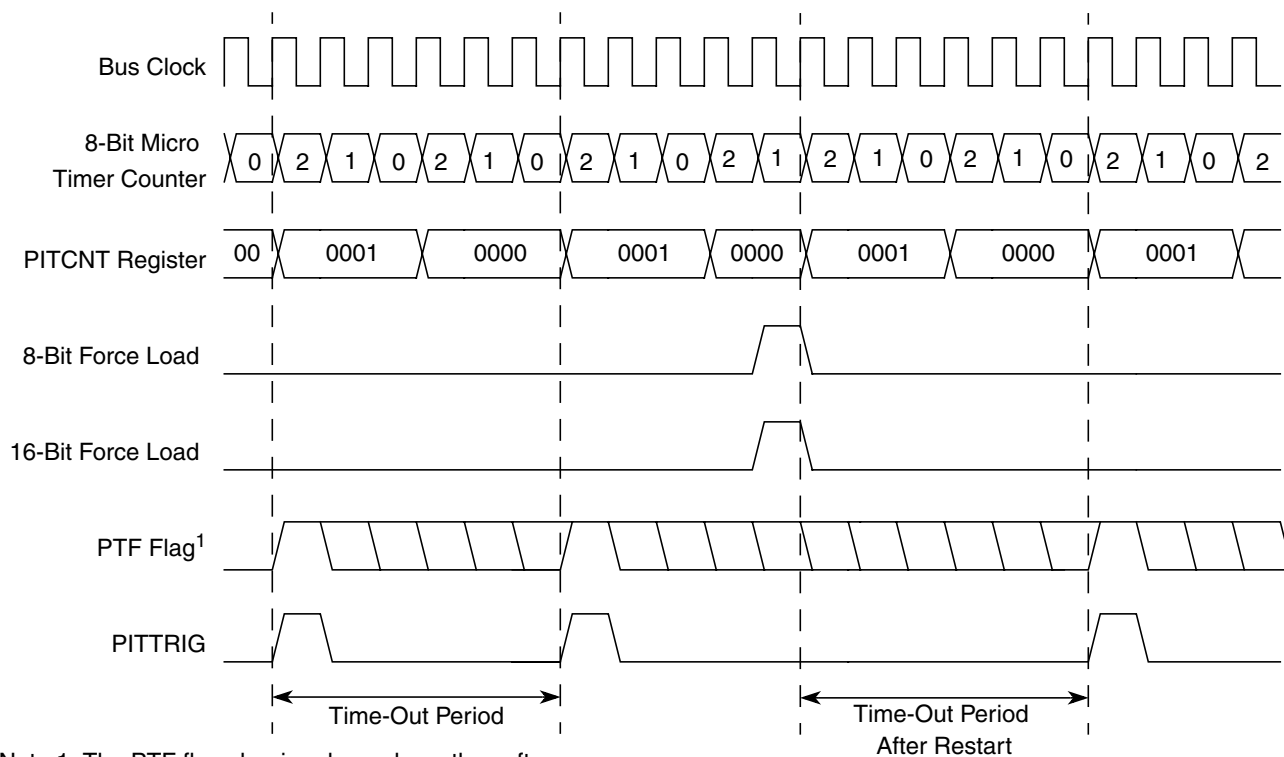 Bus Clock
8-Bit Micro
Timer Counter
0 2 1 0 2 1 0 2 1 0 2 1 2 1 0 2 1 0 2 1 0 2
PITCNT Register
00 0001 0000 0001 0000 0001 0000 0001
8-Bit Force Load
16-Bit Force Load
PTF Flag1
PITTRIG
Time-Out Period
Time-Out Period
After Restart